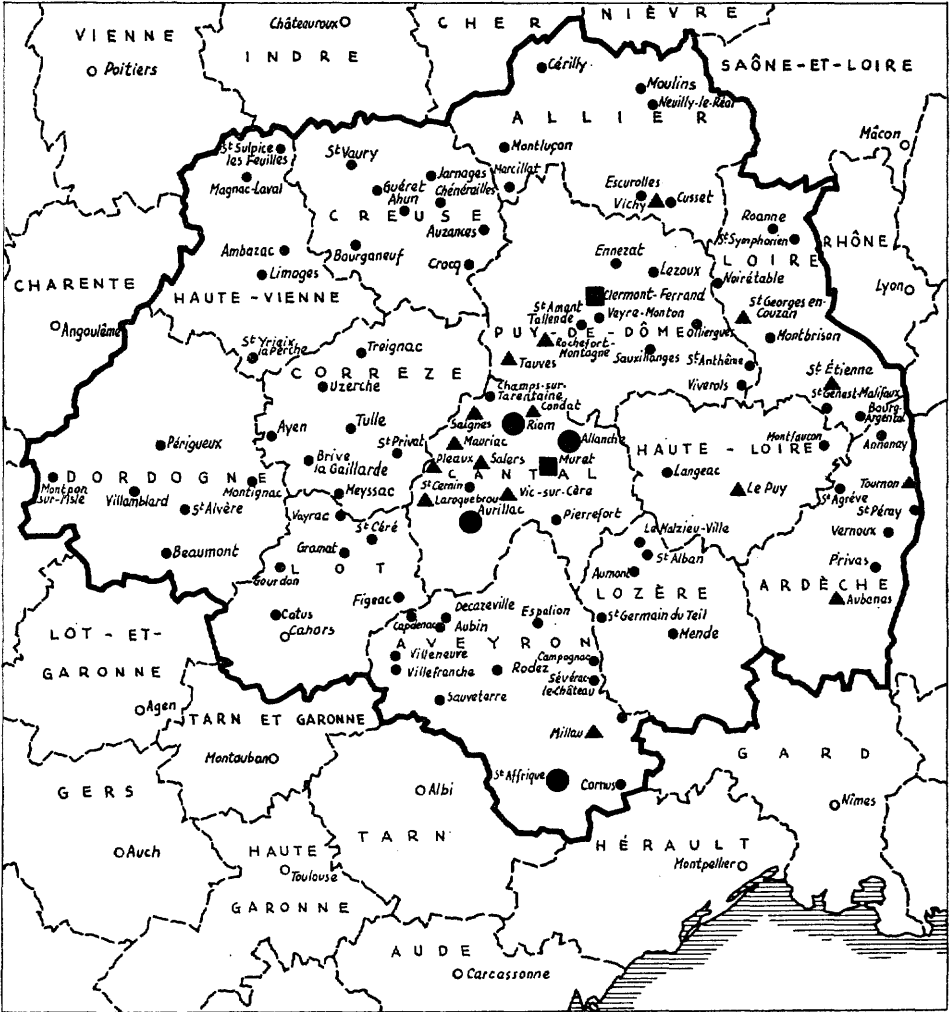 Châteauroux
CHER
NIÈVRE
VIENNE
Poitiers
INDRE
SAÔNE-ET-LOIRE
Cérilly
Moulins
Neuilly-le-Réal
ALLIER
Mâcon
St Sulpice
les Feuilles
St Vaury
Montluçon
Magnac-Laval
Jarnages
Marcillat
Guéret
Chénérailles
Ahun
Escurolles
Vichy
Cusset
CREUSE
Auzances
Roanne
St Symphorien
RHÔNE
Ambazac
Bourganeuf
Crocq
Ennezat
Lezoux
LOIRE
Noirétable
CHARENTE
Limoges
HAUTE-VIENNE
Lyon
Clermont-Ferrand
St Amant
Tallende
Veyre-Monton
St Georges en-
Couzan
Angoulême
PUY-DE-DÔME
Olliergues
Montbrison
Rochefort-
Montagne
Sauxillanges
St Anthème
St Yrieix
la Perche
Treignac
Tauves
St Étienne
CORREZE
Uzerche
Viverols
Champs-sur-
Tarentaine
St Genest-Malifaux
Condat
Saignes
Riom
Bourg-
Argental
Tulle
Ayen
Périgueux
St Privat
Mauriac
Allanche
HAUTE-LOIRE
Montfaucon
Annonay
Brive
la Gaillarde
Pleaux
Salers
Muret
Langeac
DORDOGNE
CANTAL
Montpon
sur-Isle
Villamblard
Montignac
Meyssac
St Cernin
Vic-sur-Cère
Le Puy
St Agrève
Tournon
St Alvère
Vayrac
Laroquebrou
Aurillac
Pierrefort
St Péray
St Céré
Le Malzieu-Ville
Vernoux
Beaumont
Gramat
St Alban
Privas
LOT
Gourdon
Aumont
LOZÈRE
ARDÈCHE
Aubenas
Figeac
Catus
Cahors
Capdenac
Decazeville
Aubin
Espalion
St Germain du Teil
Mende
LOT-ET-
GARONNE
AVEYRON
Villeneuve
Villefranche
Rodez
Campagnac
Sévérac
le-Château
Sauveterre
Agen
TARN ET GARONNE
Millau
Montauban
GARD
GERS
Albi
St Affrique
Cornus
Nîmes
TARN
HÉRAULT
Auch
HAUTE
Toulouse
GARONNE
Montpellier
AUDE
Carcassonne